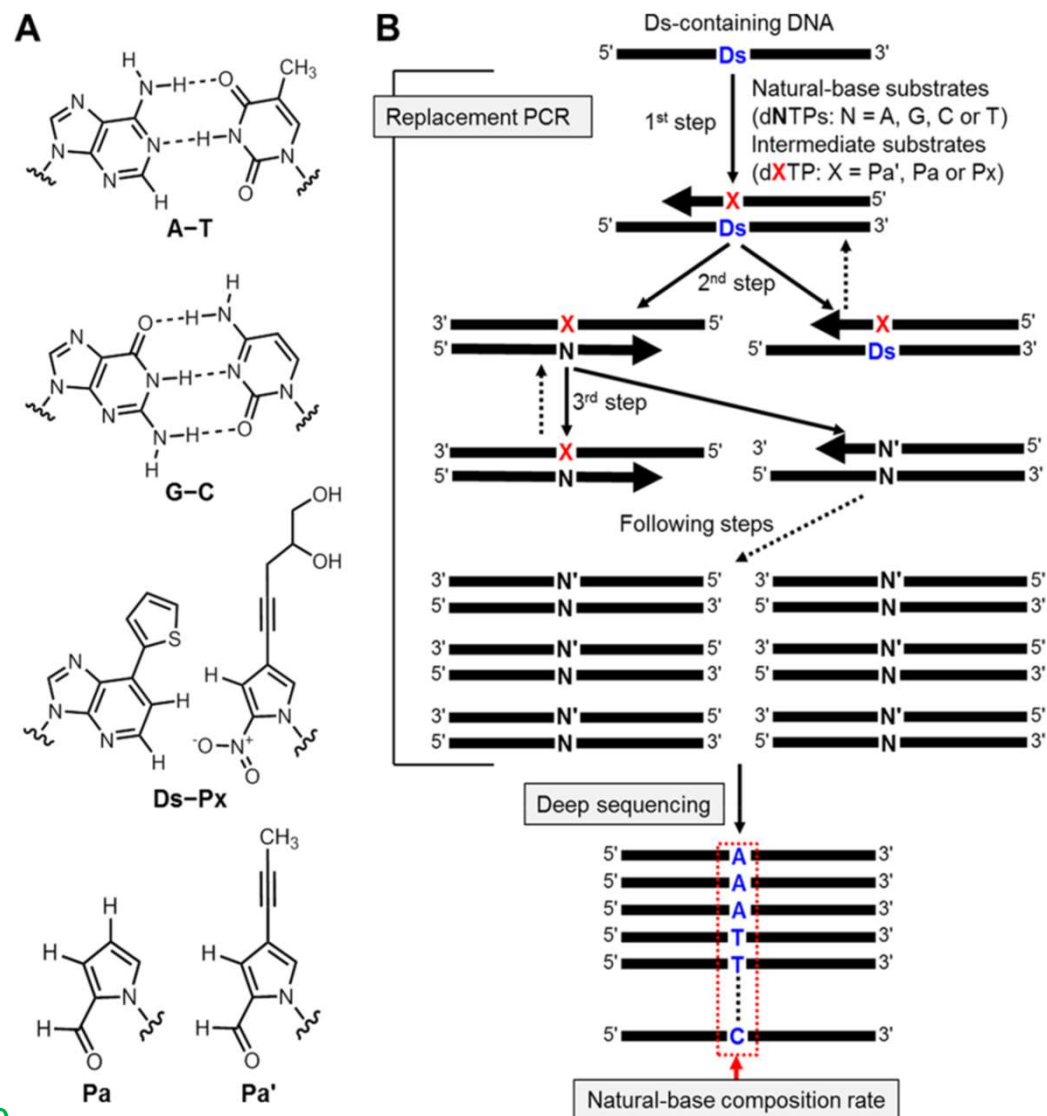 A
H
N
H
O
CH3
N
N
N
H
N
N
N
O
H
A–T
H
O
H
N
N
N
H
N
N
N
N
N
H
O
H
G–C
OH
OH
S
N
H
N
H
N
N
-O
N+
O
H
Ds–Px
CH3
H
H
H
N
N
H
H
O
O
Pa
Pa'
B
Ds-containing DNA
5' Ds 3'
Replacement PCR
1st step
Natural-base substrates
(dNTPs: N = A, G, C or T)
Intermediate substrates
(dXTP: X = Pa', Pa or Px)
X 5'
5' Ds 3'
2nd step
3' X 5'
5' N
X 5'
5' Ds 3'
3rd step
3' X 5'
5' N
3' N' 5'
5' N 3'
Following steps
3' N' 5' 3' N' 5'
5' N 3' 5' N 3'
3' N' 5' 3' N' 5'
5' N 3' 5' N 3'
3' N' 5' 3' N' 5'
5' N 3' 5' N 3'
Deep sequencing
5' A 3'
5' A 3'
5' A 3'
5' T 3'
5' T 3'
5' C 3'
Natural-base composition rate